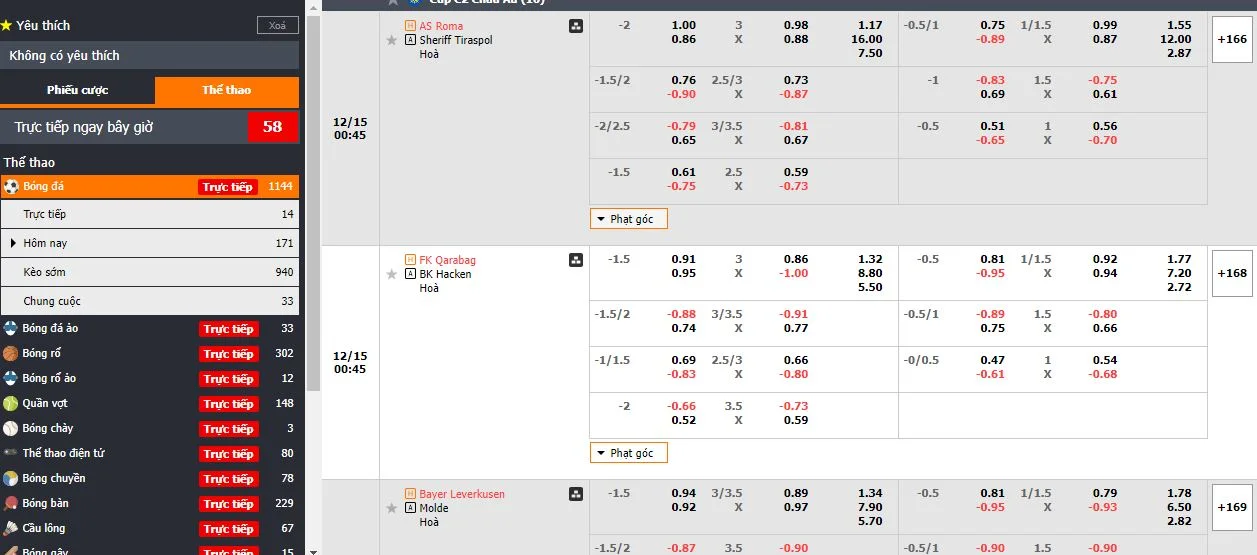 Yêu thích Xoá
Không có yêu thích
Phiếu cược Thể thao
Trực tiếp ngay bây giờ 58
Thể thao
Bóng đá Trực tiếp 1144
Trực tiếp 14
Hôm nay 171
Kèo sớm 940
Chung cuộc 33
Bóng đá ảo Trực tiếp 33
Bóng rổ Trực tiếp 302
Bóng rổ ảo Trực tiếp 12
Quần vợt Trực tiếp 148
Bóng chày Trực tiếp 3
Thể thao điện tử Trực tiếp 80
Bóng chuyền Trực tiếp 78
Bóng bàn Trực tiếp 229
Cầu lông Trực tiếp 67
Bóng gậy Trực tiếp 15
Cúp C2 Châu Âu (16)
H AS Roma -2 1.00 3 0.98 1.17 -0.5/1 0.75 1/1.5 0.99 1.55 +166
A Sheriff Tiraspol 0.86 X 0.88 16.00 -0.89 X 0.87 12.00
Hoà 7.50 2.87
-1.5/2 0.76 2.5/3 0.73 -1 -0.83 1.5 -0.75
-0.90 X -0.87 0.69 X 0.61
12/15
00:45
-2/2.5 -0.79 3/3.5 -0.81 -0.5 0.51 1 0.56
0.65 X 0.67 -0.65 X -0.70
-1.5 0.61 2.5 0.59
-0.75 X -0.73
Phạt góc
H FK Qarabag -1.5 0.91 3 0.86 1.32 -0.5 0.81 1/1.5 0.92 1.77 +168
A BK Hacken 0.95 X -1.00 8.80 -0.95 X 0.94 7.20
Hoà 5.50 2.72
-1.5/2 -0.88 3/3.5 -0.91 -0.5/1 -0.89 1.5 -0.80
0.74 X 0.77 0.75 X 0.66
12/15
00:45
-1/1.5 0.69 2.5/3 0.66 -0/0.5 0.47 1 0.54
-0.83 X -0.80 -0.61 X -0.68
-2 -0.66 3.5 -0.73
0.52 X 0.59
Phạt góc
H Bayer Leverkusen -1.5 0.94 3/3.5 0.89 1.34 -0.5 0.81 1/1.5 0.79 1.78 +169
A Molde 0.92 X 0.97 7.90 -0.95 X -0.93 6.50
Hoà 5.70 2.82
-1.5/2 -0.87 3.5 -0.90 -0.5/1 -0.90 1.5 -0.90